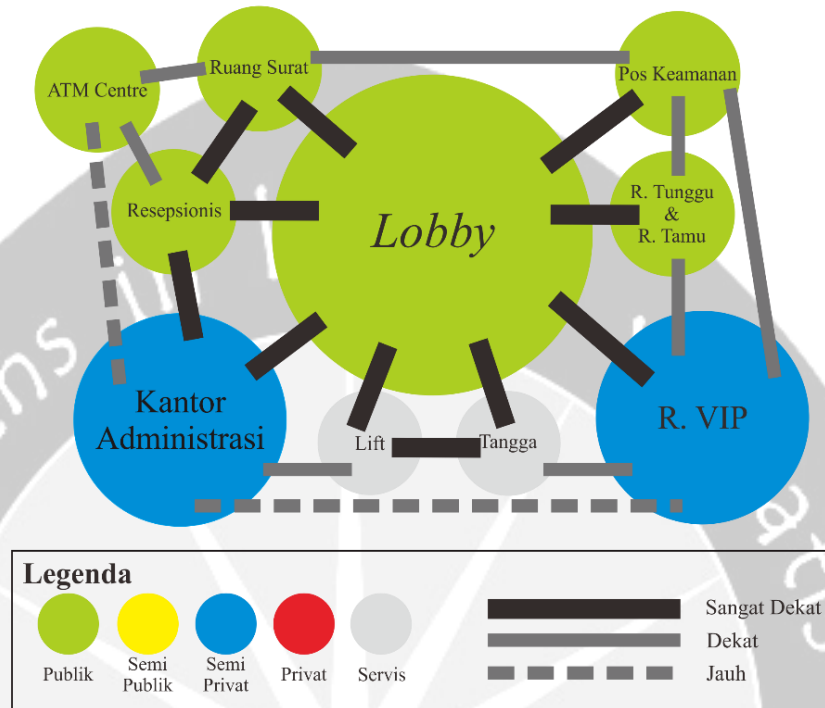 ATM Centre
Ruang Surat
Pos Keamanan
Resepsionis
Lobby
R. Tunggu
&
R. Tamu
Kantor
Administrasi
Lift
Tangga
R. VIP
Legenda
Publik
Semi
Publik
Semi
Privat
Privat
Servis
Sangat Dekat
Dekat
Jauh